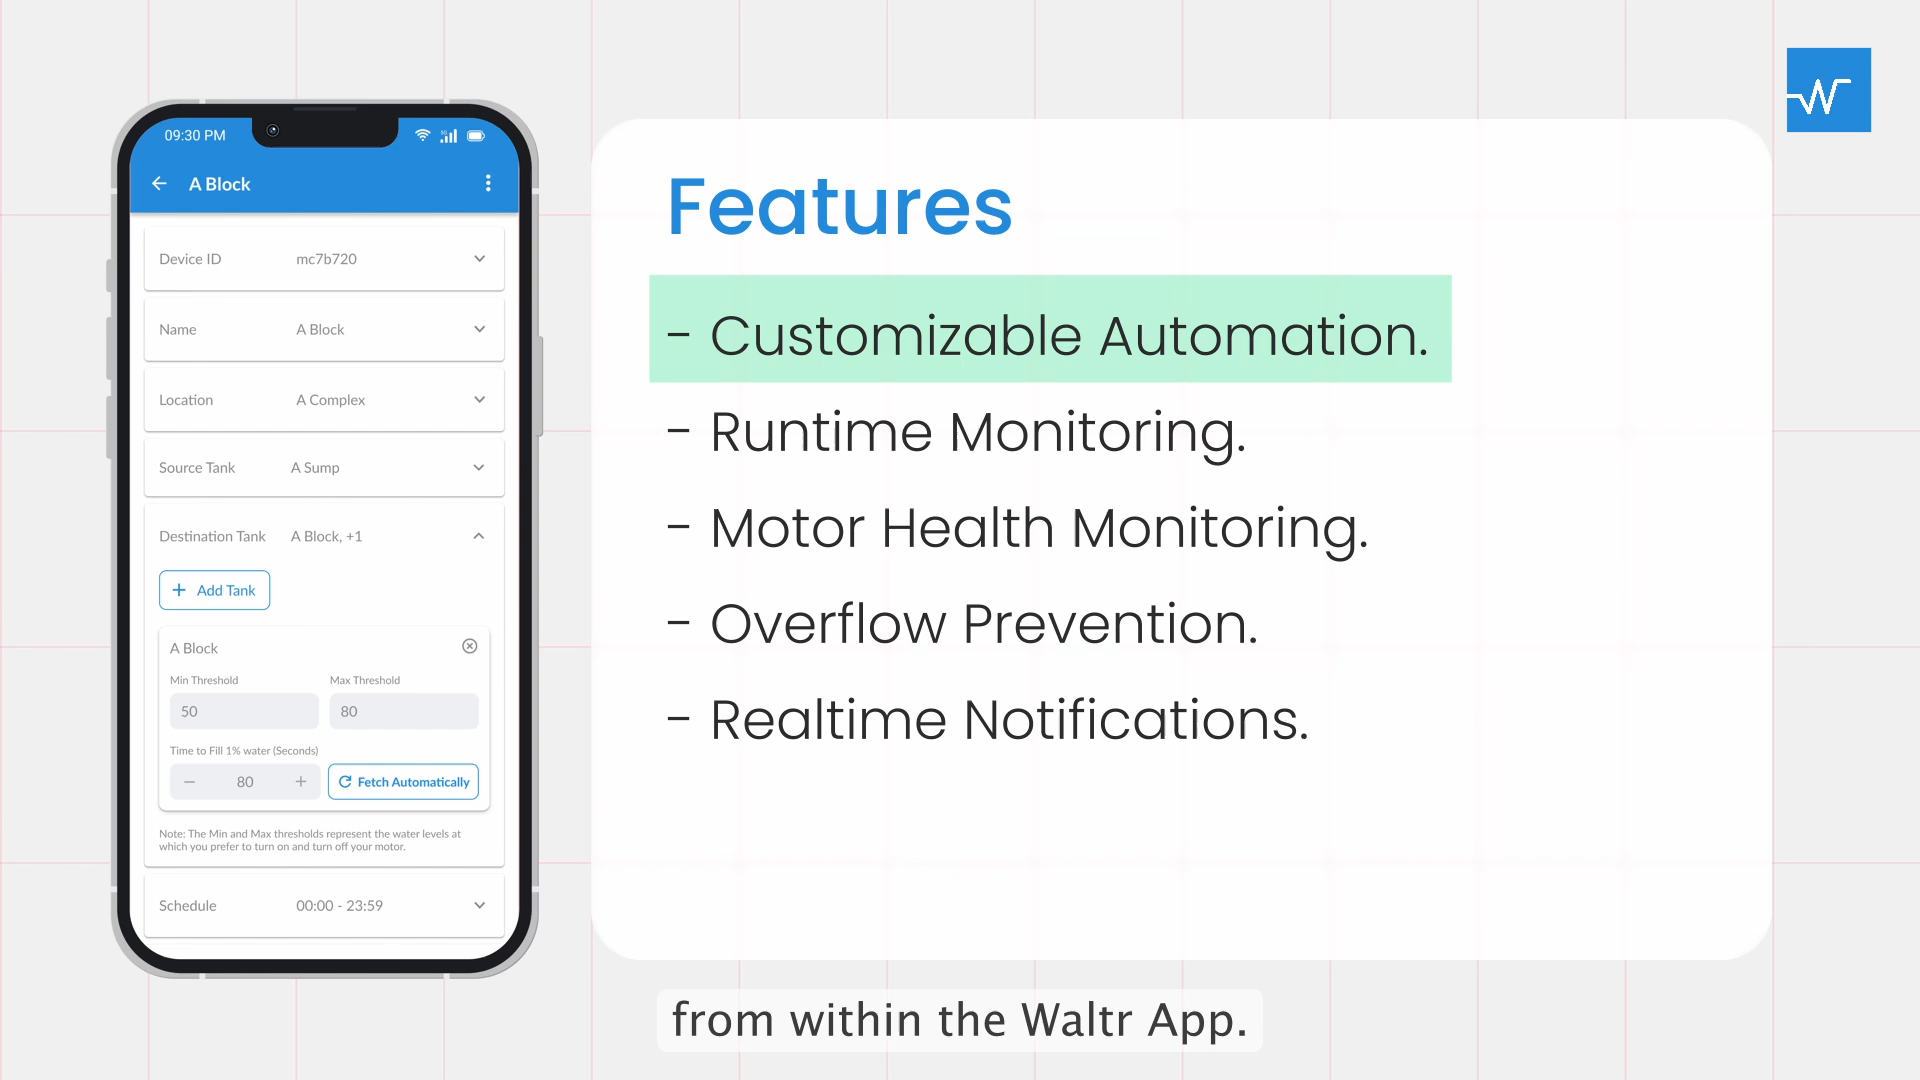 09:30 PM
A Block
Device ID mc7b720
Name A Block
Location A Complex
Source Tank A Sump
Destination Tank A Block, +1
+ Add Tank
A Block
Min Threshold Max Threshold
50 80
Time to Fill 1% water (Seconds)
− 80 + Fetch Automatically
Note: The Min and Max thresholds represent the water levels at
which you prefer to turn on and turn off your motor.
Schedule 00:00 - 23:59
Features
- Customizable Automation.
- Runtime Monitoring.
- Motor Health Monitoring.
- Overflow Prevention.
- Realtime Notifications.
from within the Waltr App.